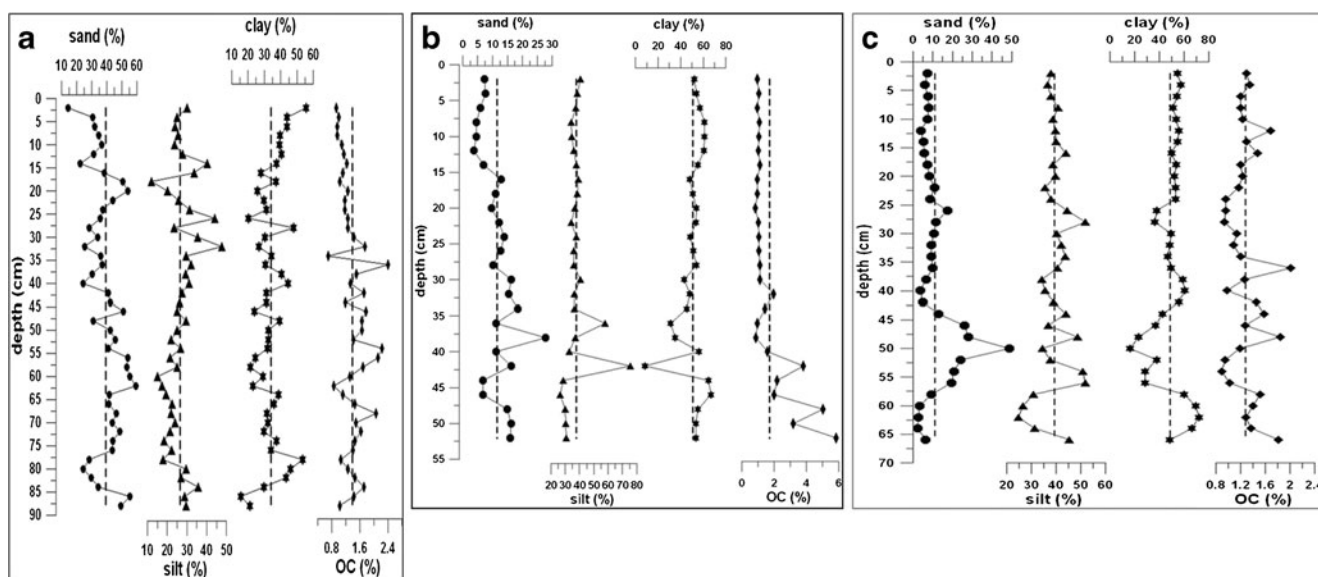 a
sand (%)
10 20 30 40 50 60
clay (%)
10 20 30 40 50 60
depth (cm)
0
5
10
15
20
25
30
35
40
45
50
55
60
65
70
75
80
85
90
10 20 30 40 50
silt (%)
0.8 1.6 2.4
OC (%)
b
sand (%)
0 5 10 15 20 25 30
clay (%)
0 20 40 60 80
depth (cm)
0
5
10
15
20
25
30
35
40
45
50
55
20 30 40 50 60 70 80
silt (%)
0 2 4 6
OC (%)
c
sand (%)
0 10 20 30 40 50
clay (%)
0 20 40 60 80
depth (cm)
0
5
10
15
20
25
30
35
40
45
50
55
60
65
70
20 30 40 50 60
silt (%)
0.8 1.2 1.6 2 2.4
OC (%)